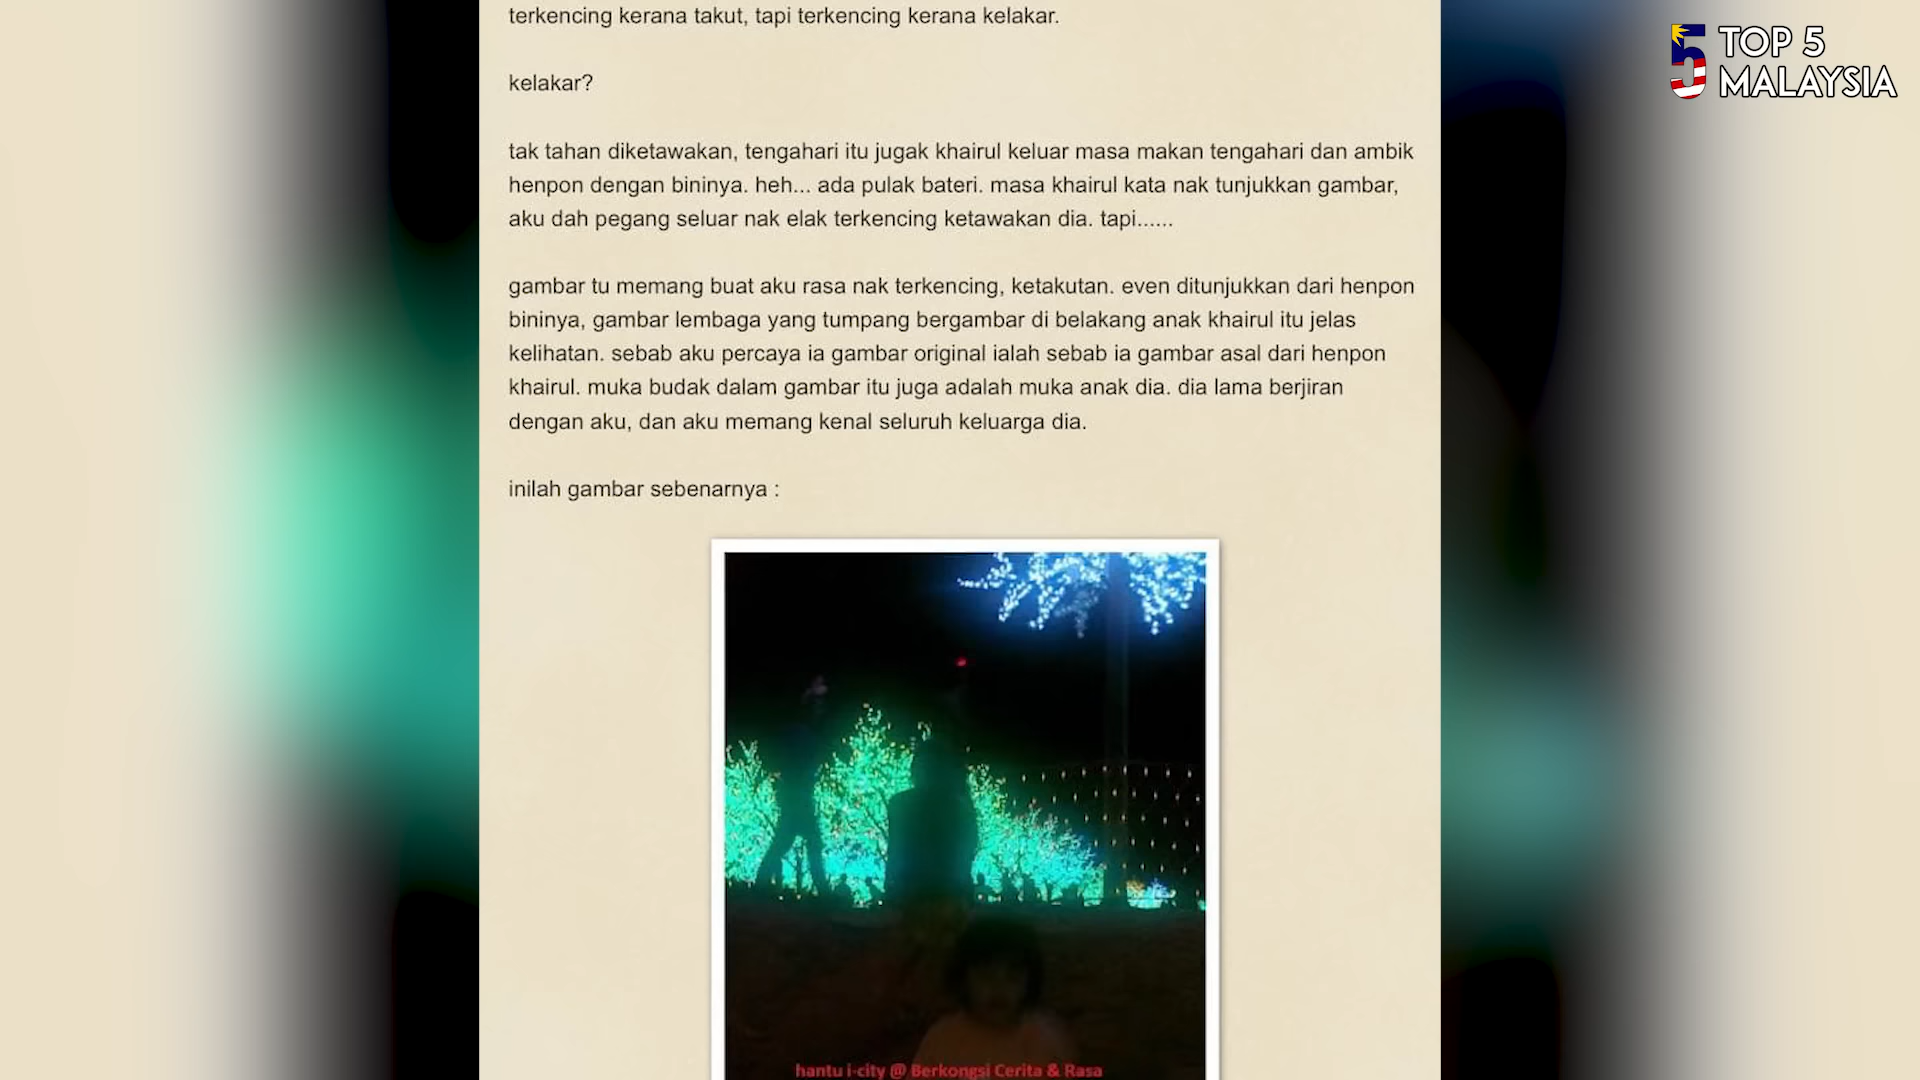 terkencing kerana takut, tapi terkencing kerana kelakar.
kelakar?
tak tahan diketawakan, tengahari itu jugak khairul keluar masa makan tengahari dan ambik
henpon dengan bininya. heh... ada pulak bateri. masa khairul kata nak tunjukkan gambar,
aku dah pegang seluar nak elak terkencing ketawakan dia. tapi......
gambar tu memang buat aku rasa nak terkencing, ketakutan. even ditunjukkan dari henpon
bininya, gambar lembaga yang tumpang bergambar di belakang anak khairul itu jelas
kelihatan. sebab aku percaya ia gambar original ialah sebab ia gambar asal dari henpon
khairul. muka budak dalam gambar itu juga adalah muka anak dia. dia lama berjiran
dengan aku, dan aku memang kenal seluruh keluarga dia.
inilah gambar sebenarnya :
hantu i-city @ Berkongsi Cerita & Rasa
5 TOP 5
MALAYSIA